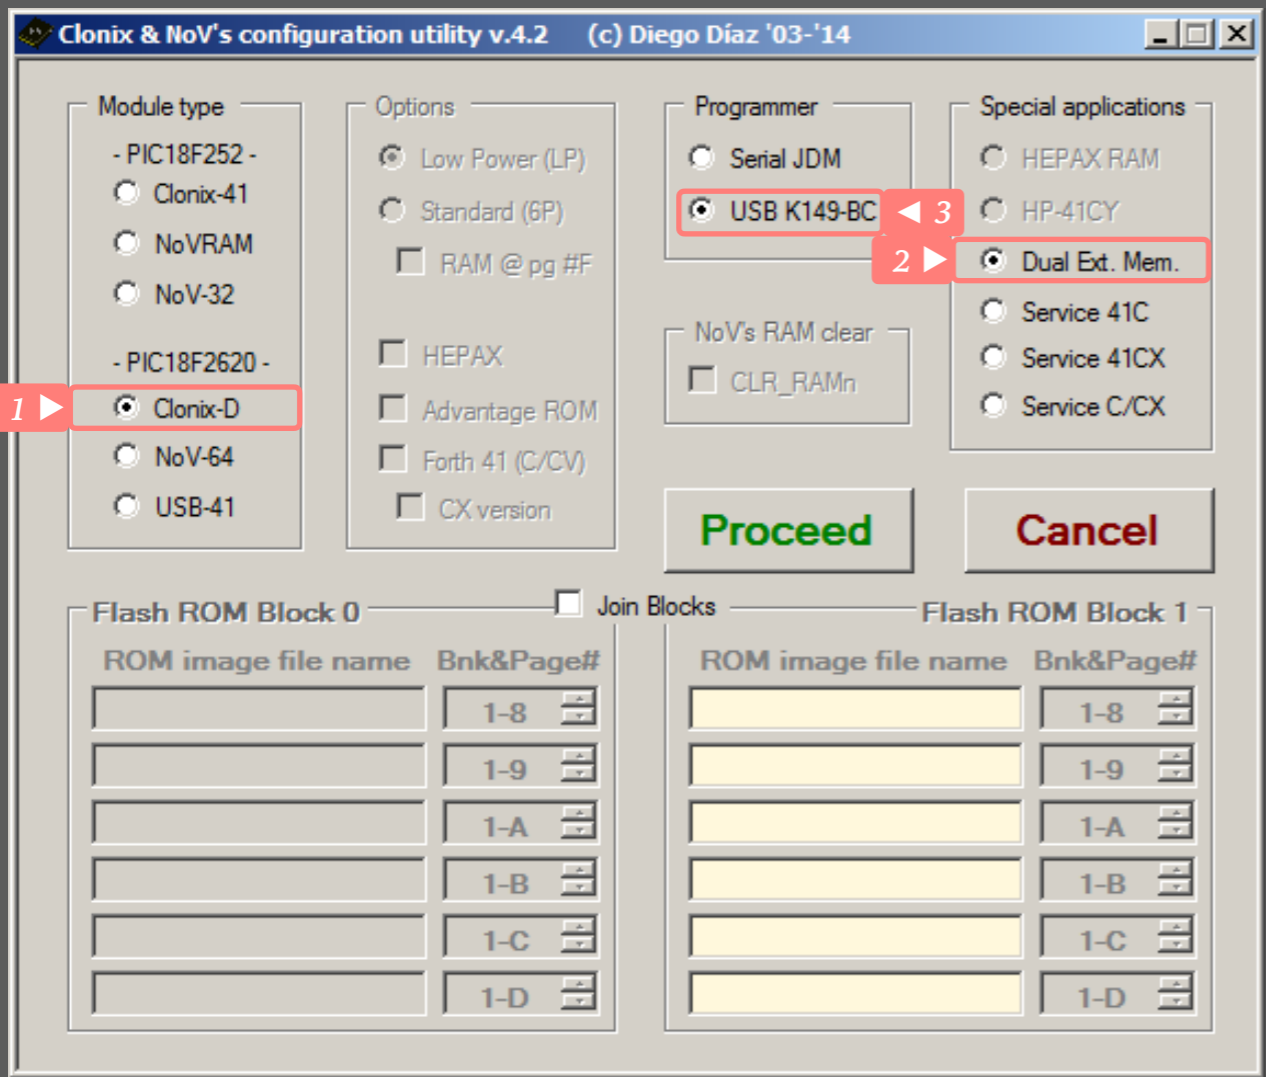 Clonix & NoV's configuration utility v.4.2 (c) Diego Díaz '03-'14
Module type
- PIC18F252 -
Clonix-41
NoVRAM
NoV-32
- PIC18F2620 -
1 ▶ Clonix-D
NoV-64
USB-41
Options
Low Power (LP)
Standard (6P)
RAM @ pg #F
HEPAX
Advantage ROM
Forth 41 (C/CV)
CX version
Programmer
Serial JDM
USB K149-BC ◀ 3
NoV's RAM clear
CLR_RAMn
Special applications
HEPAX RAM
HP-41CY
2 ▶ Dual Ext. Mem.
Service 41C
Service 41CX
Service C/CX
Proceed
Cancel
Join Blocks
Flash ROM Block 0
ROM image file name Bnk&Page#
1-8
1-9
1-A
1-B
1-C
1-D
Flash ROM Block 1
ROM image file name Bnk&Page#
1-8
1-9
1-A
1-B
1-C
1-D